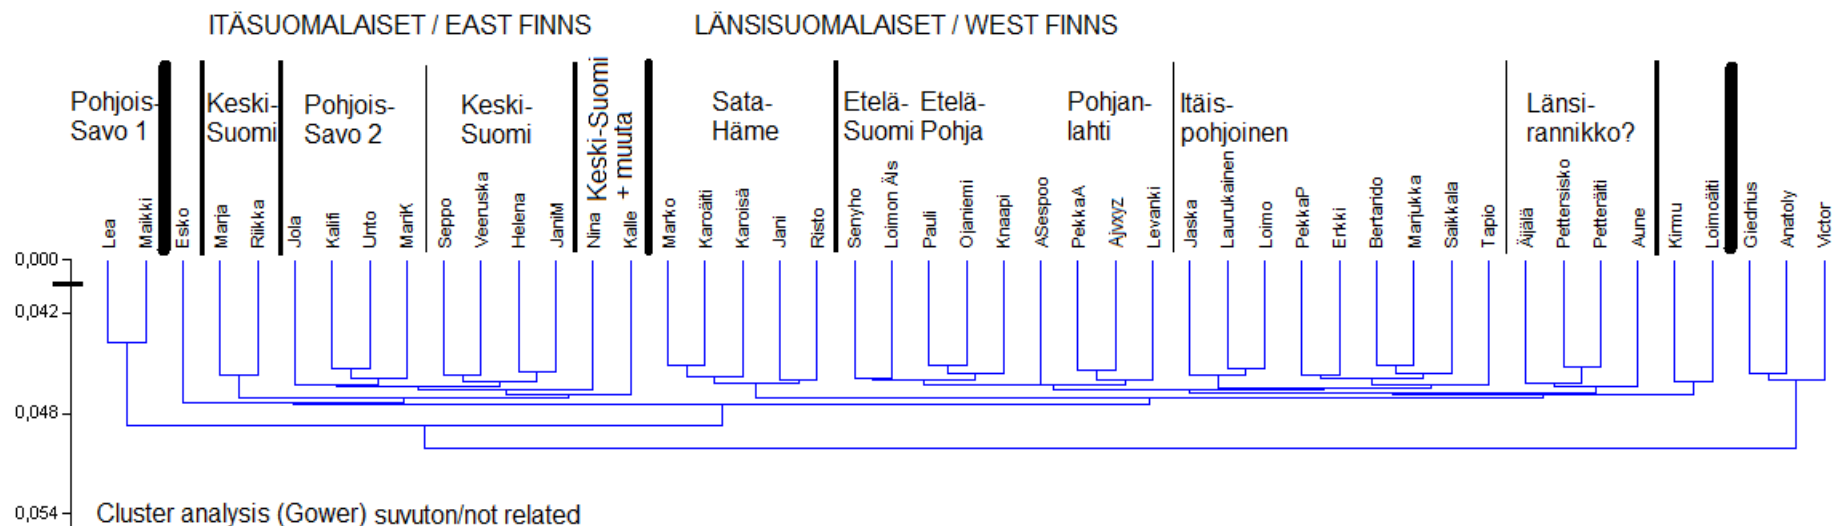 ITÄSUOMALAISET / EAST FINNS
LÄNSISUOMALAISET / WEST FINNS
Pohjois-
Savo 1
Keski-
Suomi
Pohjois-
Savo 2
Keski-
Suomi
Keski-Suomi
+ muuta
Sata-
Häme
Etelä-
Suomi
Etelä-
Pohja
Pohjan-
lahti
Itäis-
pohjoinen
Länsi-
rannikko?
Lea
Maikki
Esko
Marja
Riikka
Jola
Kalifi
Unto
MariK
Seppo
Veeruska
Helena
JaniM
Nina
Kalle
Marko
Karoäiti
Karoisä
Jani
Risto
Senyho
Loimon Äls
Pauli
Ojaniemi
Knaapi
ASespoo
PekkaA
Ajvxyz
Levanki
Jaska
Laurukainen
Loimo
PekkaP
Erkki
Bertarido
Marjukka
Saikkala
Tapio
Äijälä
Pettersisko
Petteräiti
Aune
Kirmu
Loimoäiti
Giedrius
Anatoly
Victor
0,000
0,042
0,048
0,054
Cluster analysis (Gower) suvuton/not related